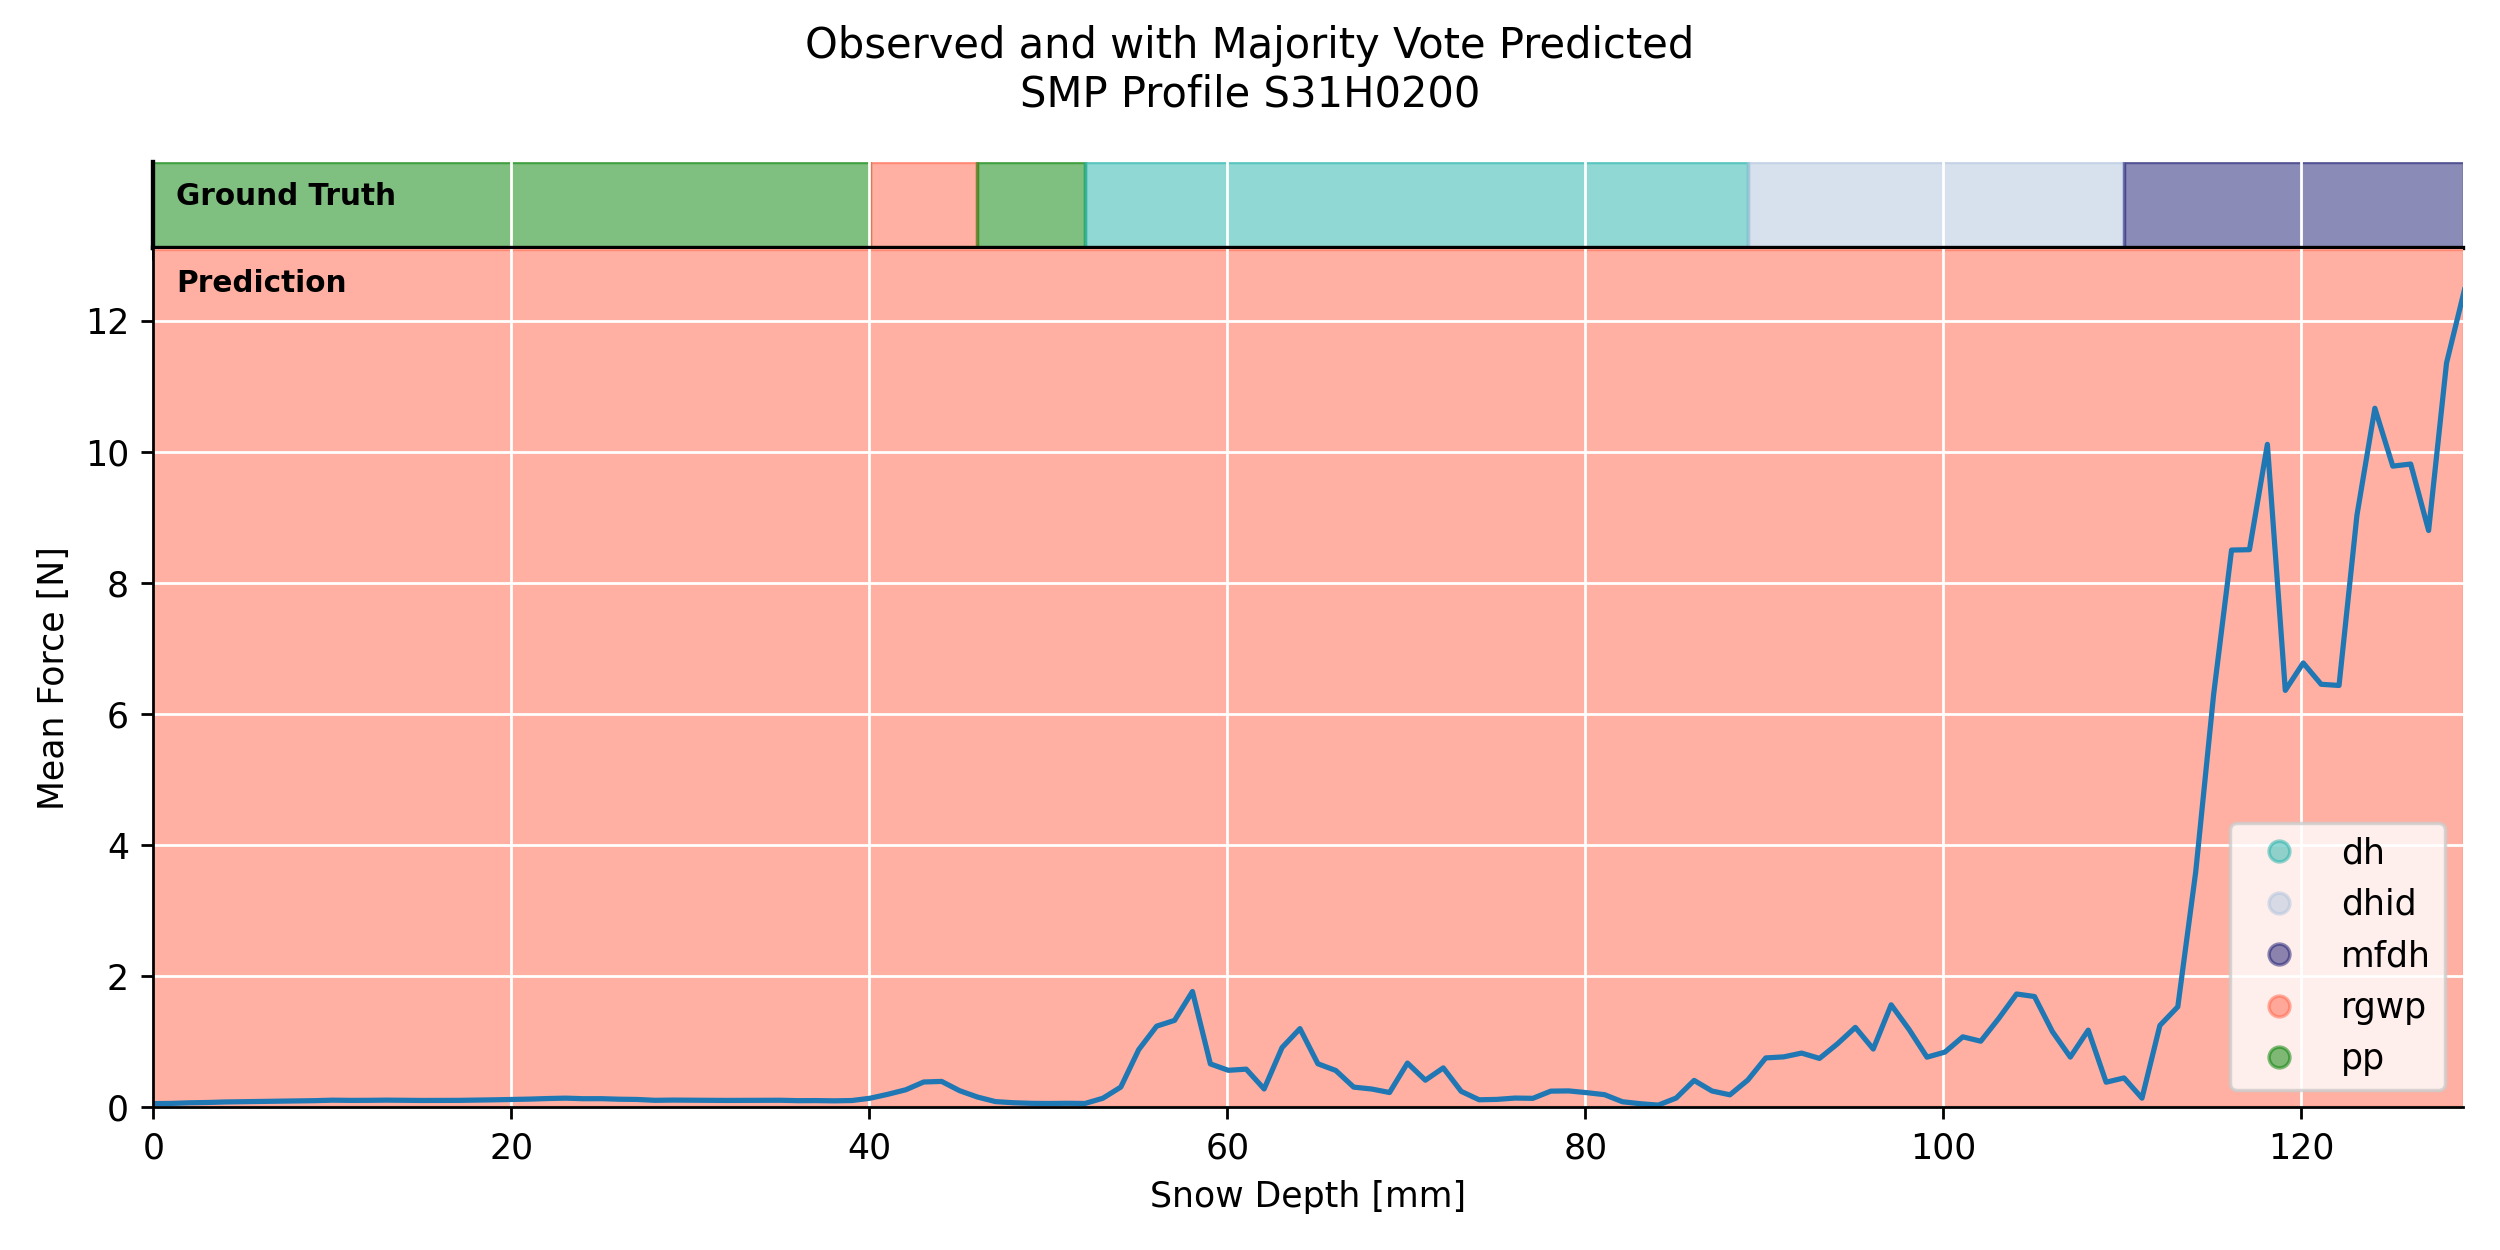 Observed and with Majority Vote Predicted
SMP Profile S31H0200
Ground Truth
Prediction
12
10
8
6
4
2
0
Mean Force [N]
0 20 40 60 80 100 120
Snow Depth [mm]
dh
dhid
mfdh
rgwp
pp